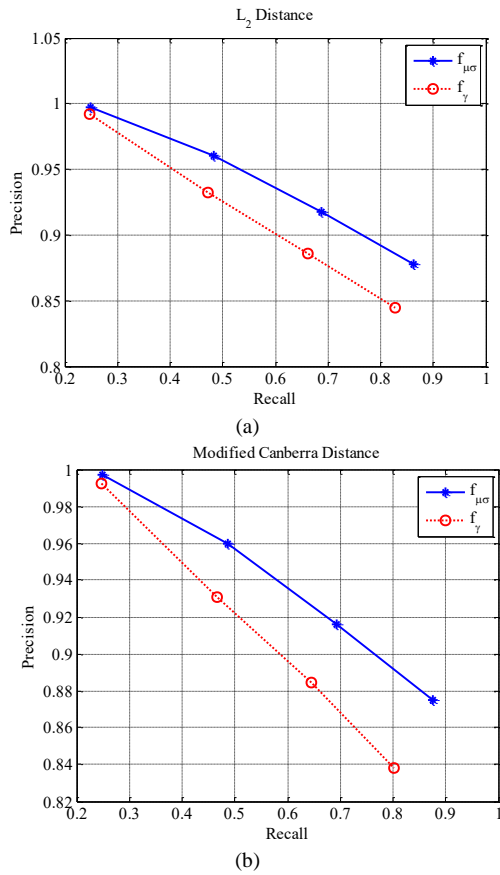 L2 Distance
1.05
1
0.95
0.9
0.85
0.8
Precision
fμσ
fγ
0.2 0.3 0.4 0.5 0.6 0.7 0.8 0.9 1
Recall
(a)
Modified Canberra Distance
1
0.98
0.96
0.94
0.92
0.9
0.88
0.86
0.84
0.82
Precision
fμσ
fγ
0.2 0.3 0.4 0.5 0.6 0.7 0.8 0.9 1
Recall
(b)